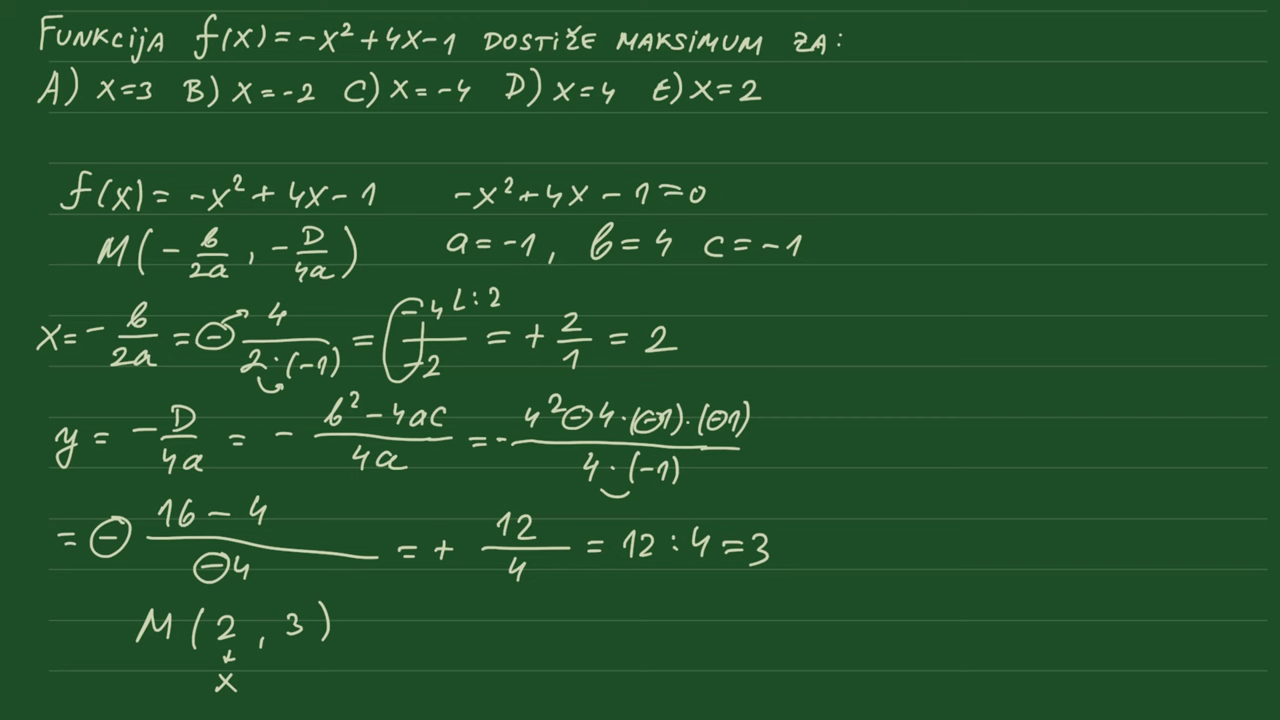 FUNKCIJA f(x) = -x² + 4x - 1 DOSTIŽE MAKSIMUM ZA:
A) x=3 B) x=-2 C) x=-4 D) x=4 E) x=2
f(x) = -x² + 4x - 1 -x² + 4x - 1 = 0
M(-b/2a, -D/4a) a=-1, b=4 c=-1
x = -b/2a = -4/(2·(-1)) = -4/-2 L:2 = +2/1 = 2
y = -D/4a = -(b²-4ac)/4a = -(4²-4·(-1)·(-1))/(4·(-1))
= -(16-4)/-4 = +12/4 = 12:4 = 3
M(2, 3)
x